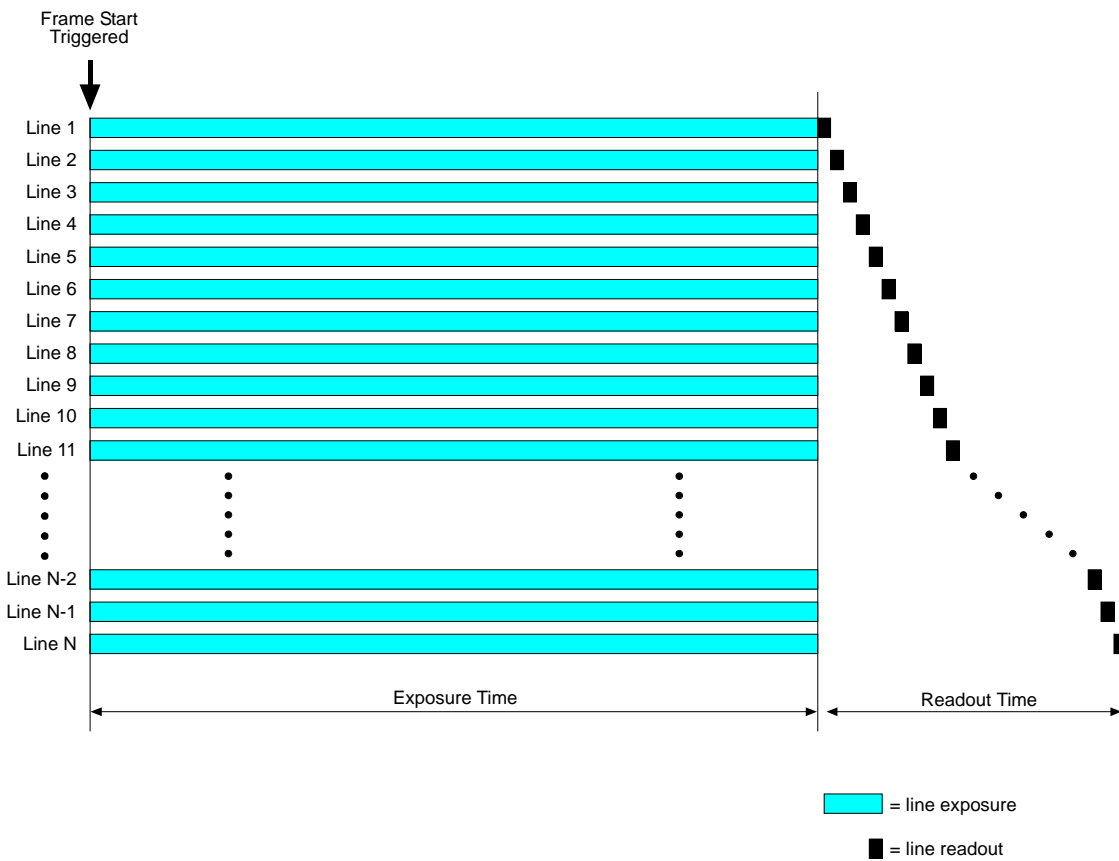 Frame Start
Triggered
Line 1
Line 2
Line 3
Line 4
Line 5
Line 6
Line 7
Line 8
Line 9
Line 10
Line 11
Line N-2
Line N-1
Line N
Exposure Time
Readout Time
= line exposure
= line readout